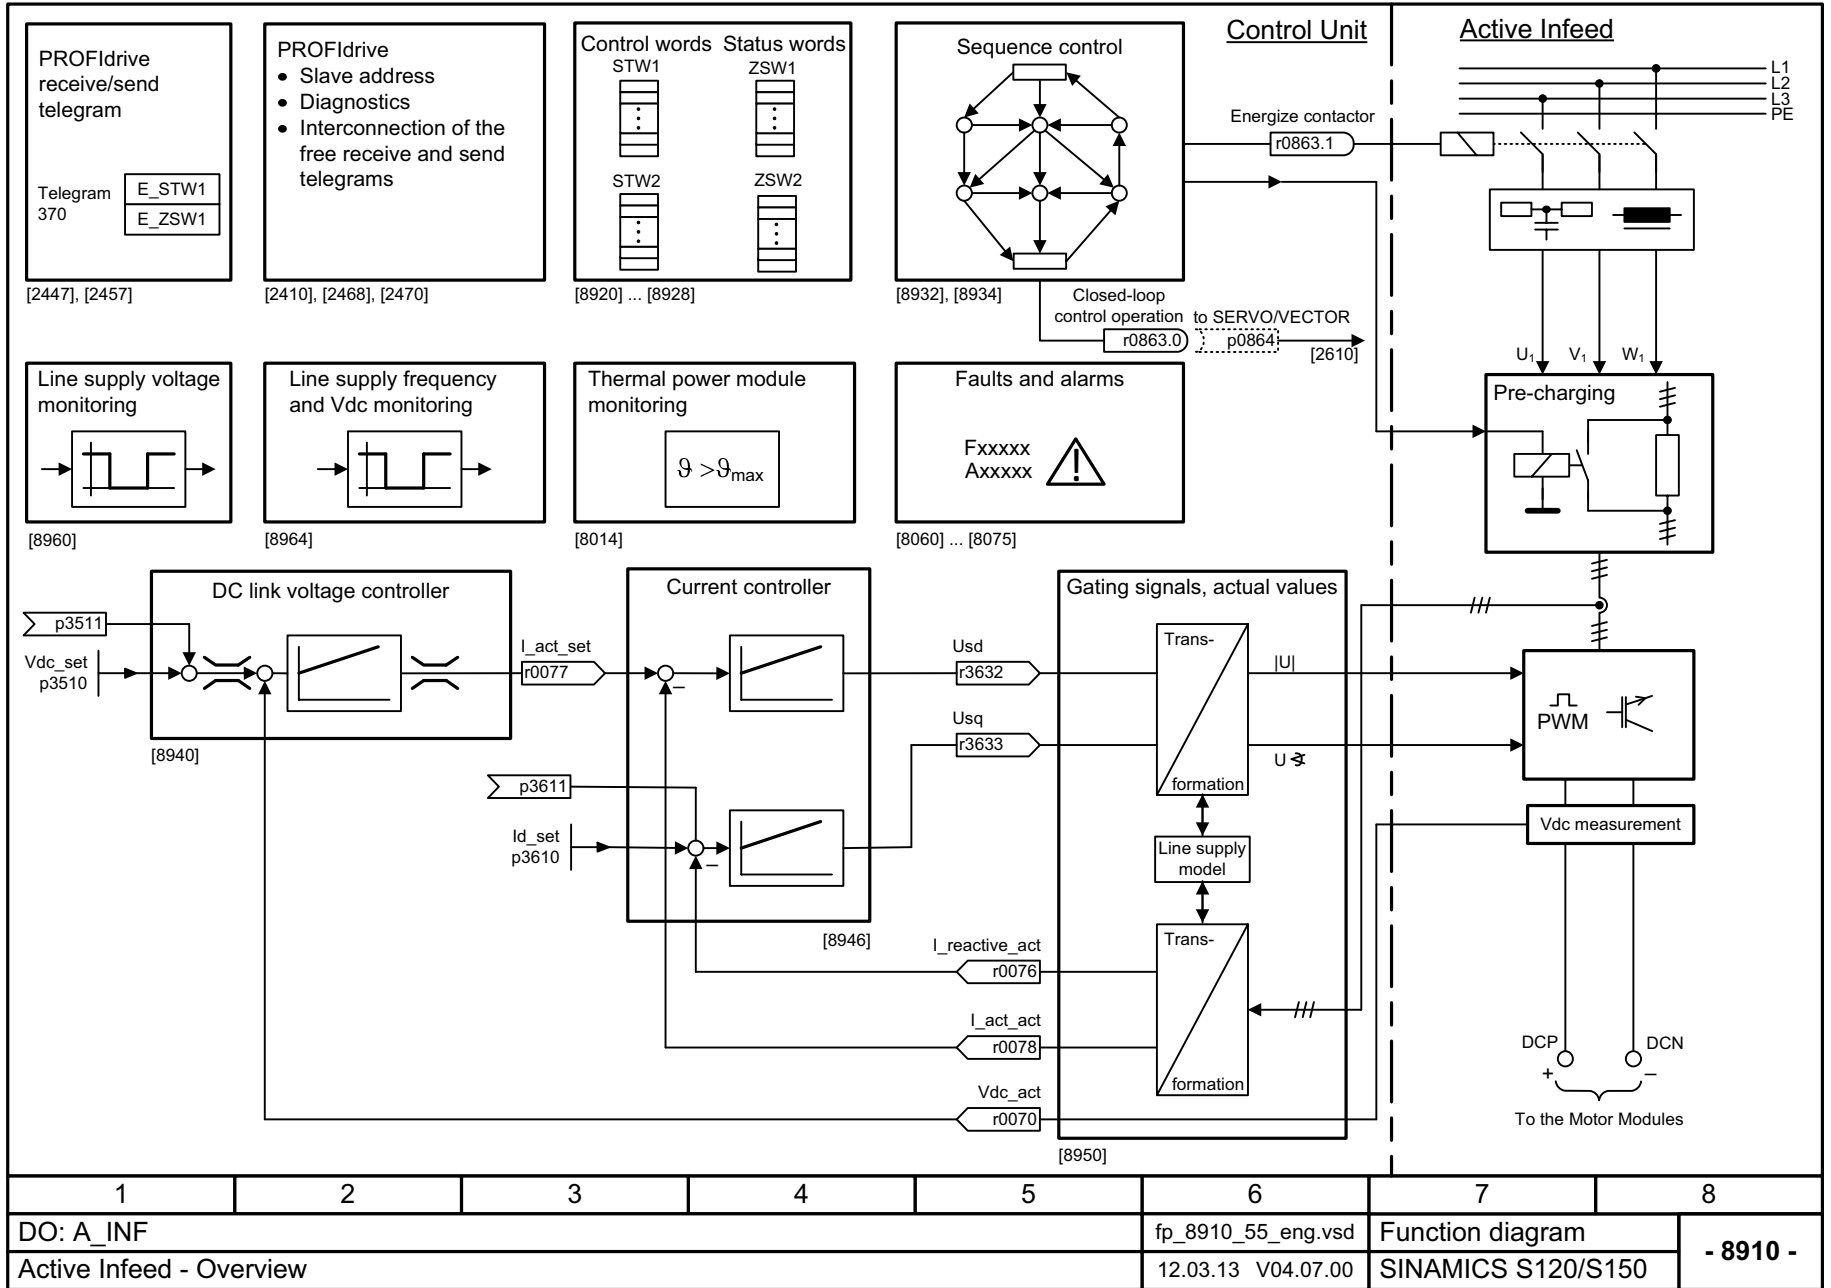 Control Unit
Active Infeed
PROFIdrive
receive/send
telegram
Telegram
370
E_STW1
E_ZSW1
[2447], [2457]
PROFIdrive
• Slave address
• Diagnostics
• Interconnection of the
free receive and send
telegrams
[2410], [2468], [2470]
Control words Status words
STW1 ZSW1
STW2 ZSW2
[8920] ... [8928]
Sequence control
[8932], [8934]
Energize contactor
r0863.1
L1
L2
L3
PE
Closed-loop
control operation
r0863.0
to SERVO/VECTOR
p0864
[2610]
U1 V1 W1
Pre-charging
Line supply voltage
monitoring
[8960]
Line supply frequency
and Vdc monitoring
[8964]
Thermal power module
monitoring
ϑ >ϑmax
[8014]
Faults and alarms
Fxxxxx
Axxxxx
!
[8060] ... [8075]
DC link voltage controller
p3511
Vdc_set
p3510
[8940]
I_act_set
r0077
Current controller
–
p3611
Id_set
p3610
–
[8946]
Usd
r3632
Usq
r3633
Gating signals, actual values
Trans-
formation
|U|
U ∢
Line supply
model
Trans-
formation
I_reactive_act
r0076
I_act_act
r0078
Vdc_act
r0070
[8950]
PWM
Vdc measurement
DCP DCN
+ –
To the Motor Modules
1 2 3 4 5 6 7 8
DO: A_INF
fp_8910_55_eng.vsd
Function diagram
- 8910 -
Active Infeed - Overview
12.03.13 V04.07.00
SINAMICS S120/S150